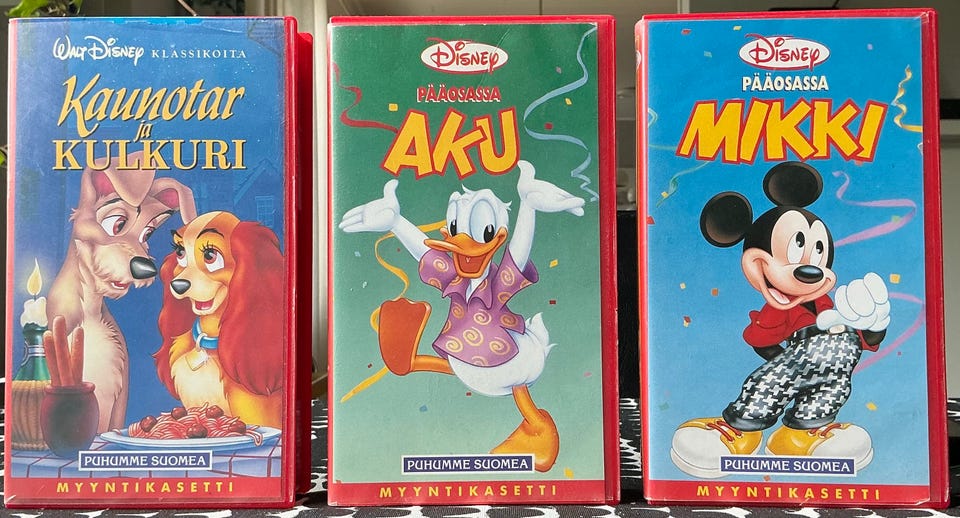 WALT DISNEY KLASSIKOITA
Kaunotar
ja
KULKURI
PUHUMME SUOMEA
MYYNTIKASETTI
DISNEY
PÄÄOSASSA
AKU
PUHUMME SUOMEA
MYYNTIKASETTI
DISNEY
PÄÄOSASSA
MIKKI
PUHUMME SUOMEA
MYYNTIKASETTI